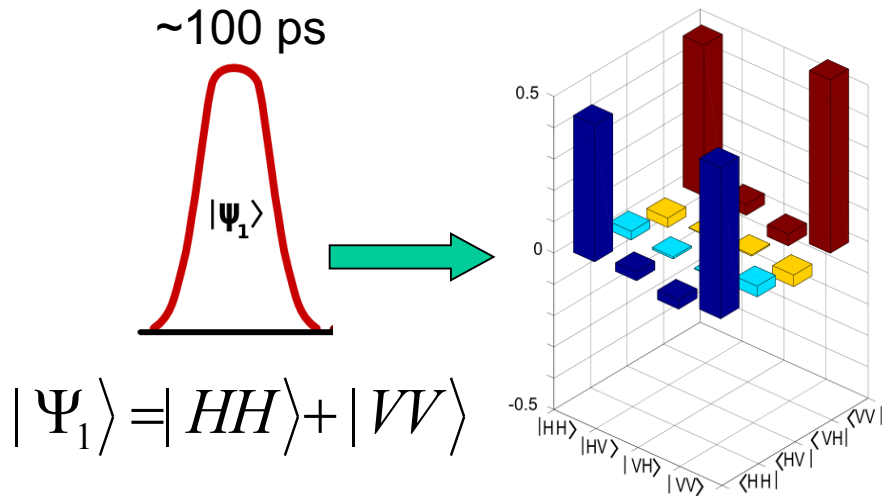 ~100 ps
|Ψ₁⟩
|Ψ₁⟩=|HH⟩+|VV⟩
0.5
0
-0.5
|HH⟩
|HV⟩
|VH⟩
|VV⟩
⟨HH|
⟨HV|
⟨VH|
⟨VV|